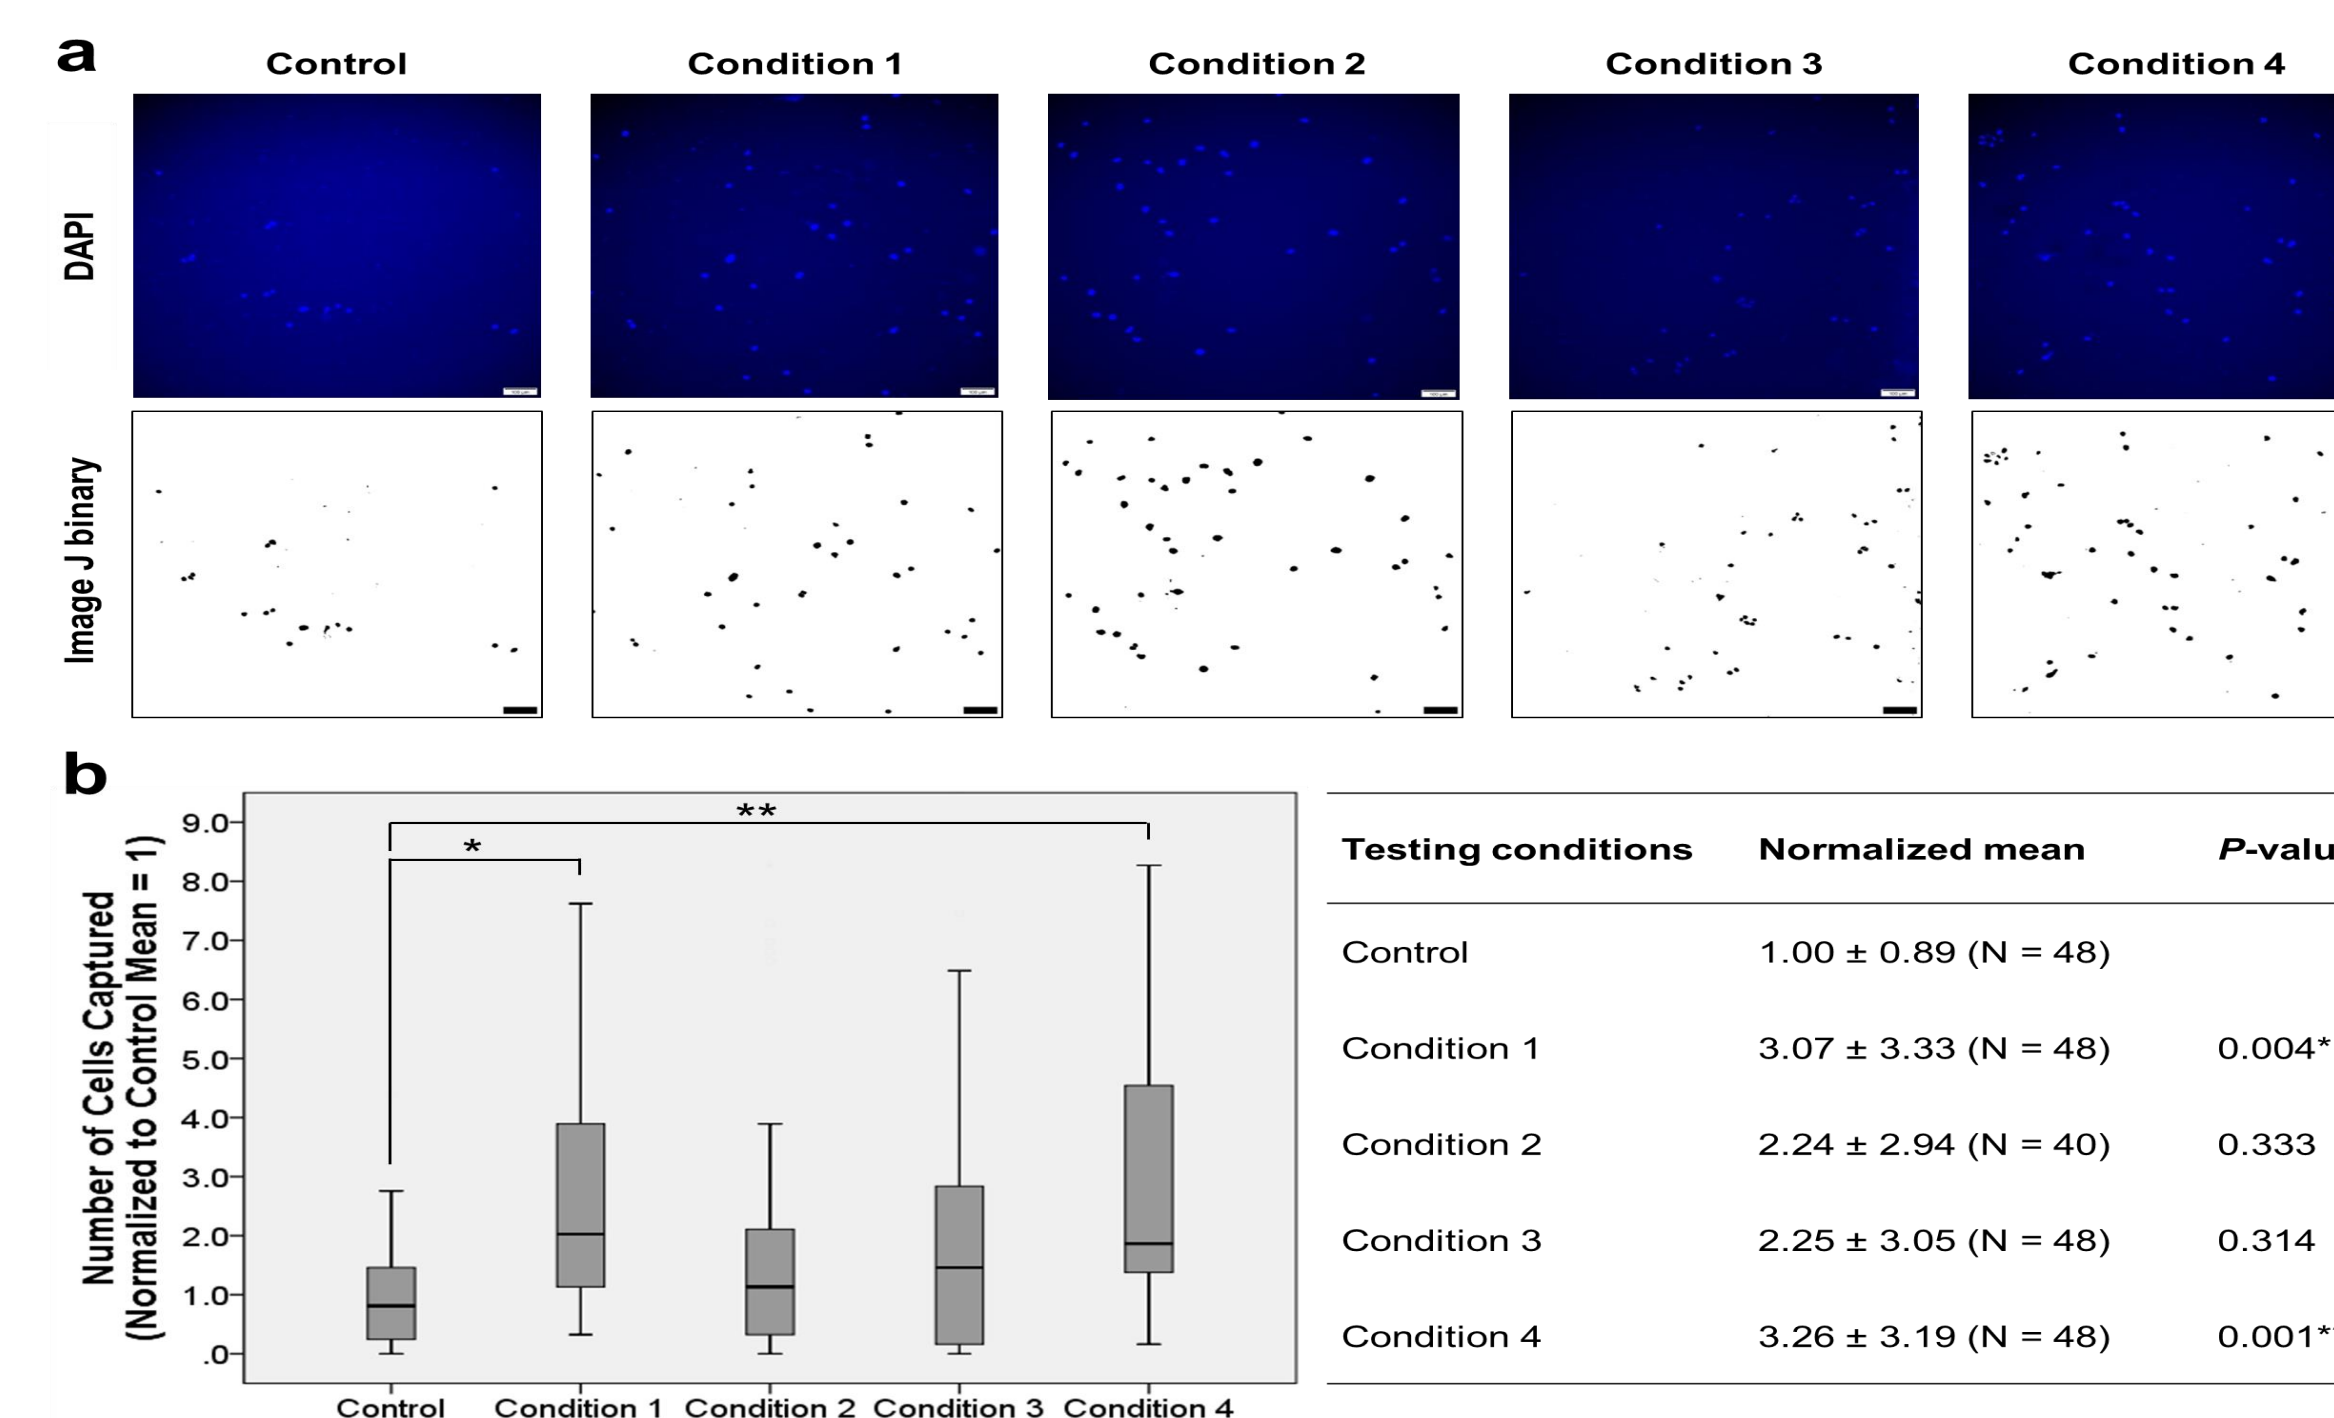 a
Control
Condition 1
Condition 2
Condition 3
Condition 4
DAPI
Image J binary
b
Number of Cells Captured
(Normalized to Control Mean = 1)
9.0
8.0
7.0
6.0
5.0
4.0
3.0
2.0
1.0
.0
**
*
Control
Condition 1
Condition 2
Condition 3
Condition 4
Testing conditions Normalized mean P-valu
Control 1.00 ± 0.89 (N = 48)
Condition 1 3.07 ± 3.33 (N = 48) 0.004*
Condition 2 2.24 ± 2.94 (N = 40) 0.333
Condition 3 2.25 ± 3.05 (N = 48) 0.314
Condition 4 3.26 ± 3.19 (N = 48) 0.001*